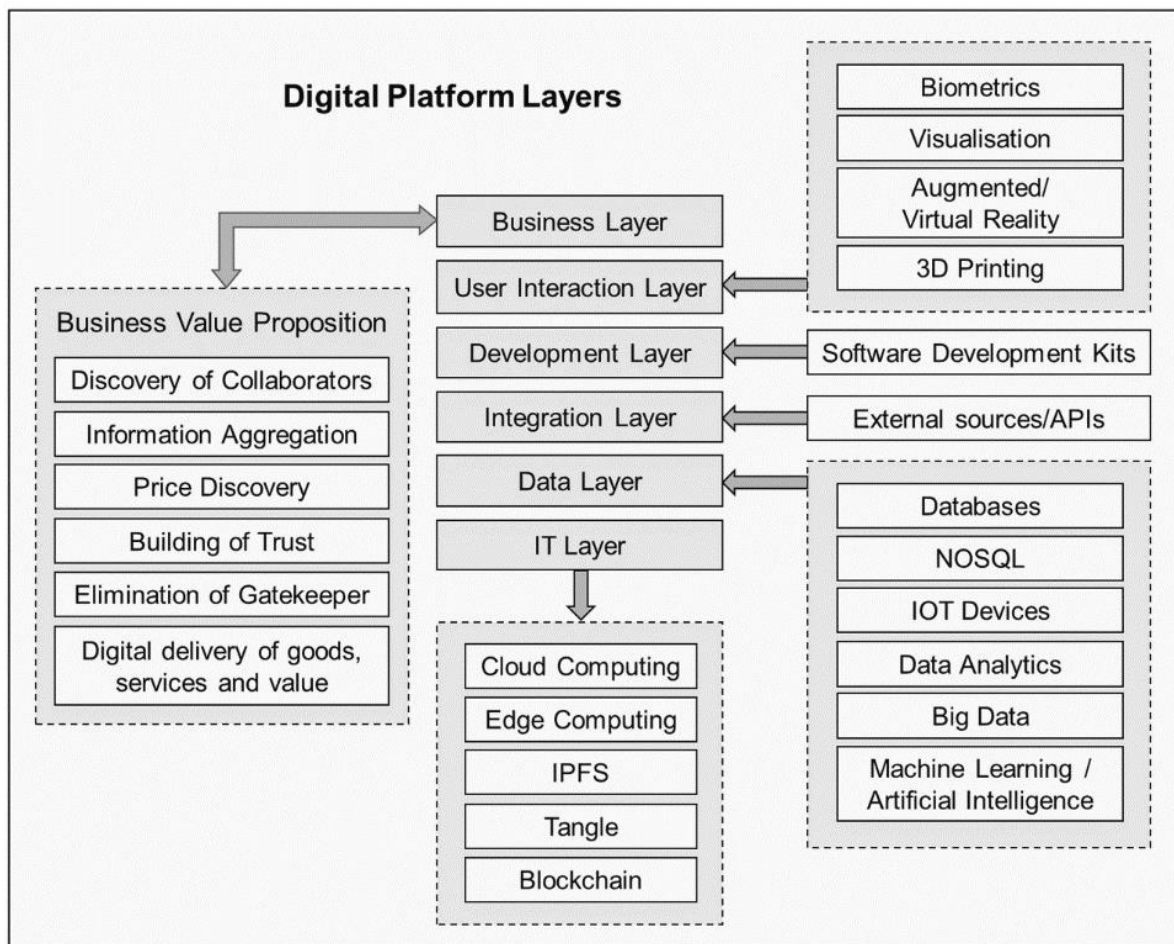 Digital Platform Layers
Business Layer
User Interaction Layer
Development Layer
Integration Layer
Data Layer
IT Layer
Business Value Proposition
Discovery of Collaborators
Information Aggregation
Price Discovery
Building of Trust
Elimination of Gatekeeper
Digital delivery of goods,
services and value
Cloud Computing
Edge Computing
IPFS
Tangle
Blockchain
Biometrics
Visualisation
Augmented/
Virtual Reality
3D Printing
Software Development Kits
External sources/APIs
Databases
NOSQL
IOT Devices
Data Analytics
Big Data
Machine Learning /
Artificial Intelligence